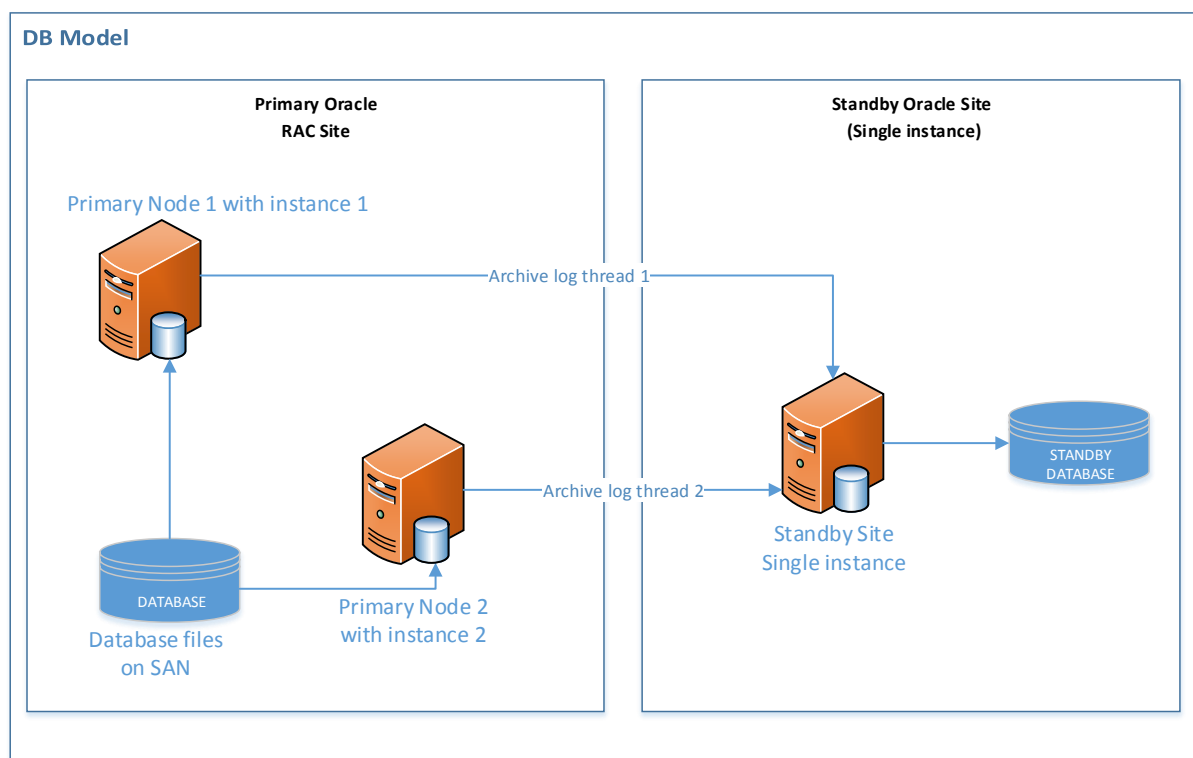 DB Model
Primary Oracle
RAC Site
Standby Oracle Site
(Single instance)
Primary Node 1 with instance 1
Archive log thread 1
Archive log thread 2
STANDBY
DATABASE
Standby Site
Single instance
DATABASE
Primary Node 2
with instance 2
Database files
on SAN